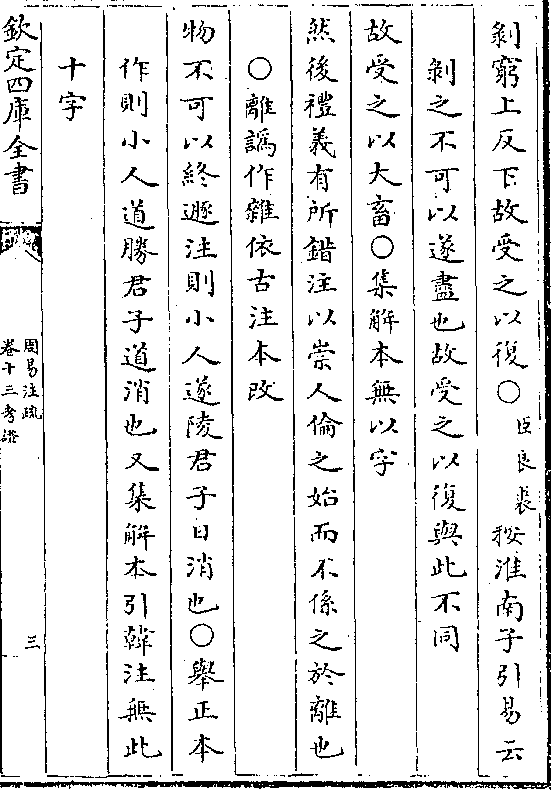 剝窮上反下故受之以復○臣良裘按淮南子引易云
剝之不可以遂盡也故受之以復與此不同
故受之以大畜○集解本無以字
然後禮義有所錯注以崇人倫之始而不係之於離也
○離譌作雜依古注本改
物不可以終遯注則小人遂陵君子日消也○舉正本
作則小人道勝君子道消也又集解本引韓注無此
十字
欽定四庫全書
周易注疏
卷十三考證
三